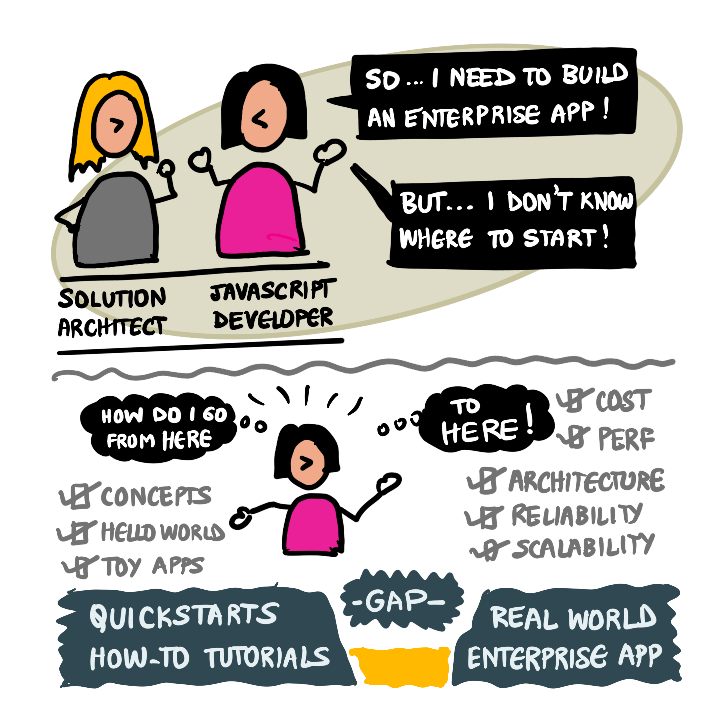 SO... I NEED TO BUILD
AN ENTERPRISE APP!
BUT... I DON'T KNOW
WHERE TO START!
SOLUTION
ARCHITECT
JAVASCRIPT
DEVELOPER
HOW DO I GO
FROM HERE
TO
HERE!
COST
PERF
ARCHITECTURE
RELIABILITY
SCALABILITY
CONCEPTS
HELLO WORLD
TOY APPS
QUICKSTARTS
HOW-TO TUTORIALS
-GAP-
REAL WORLD
ENTERPRISE APP